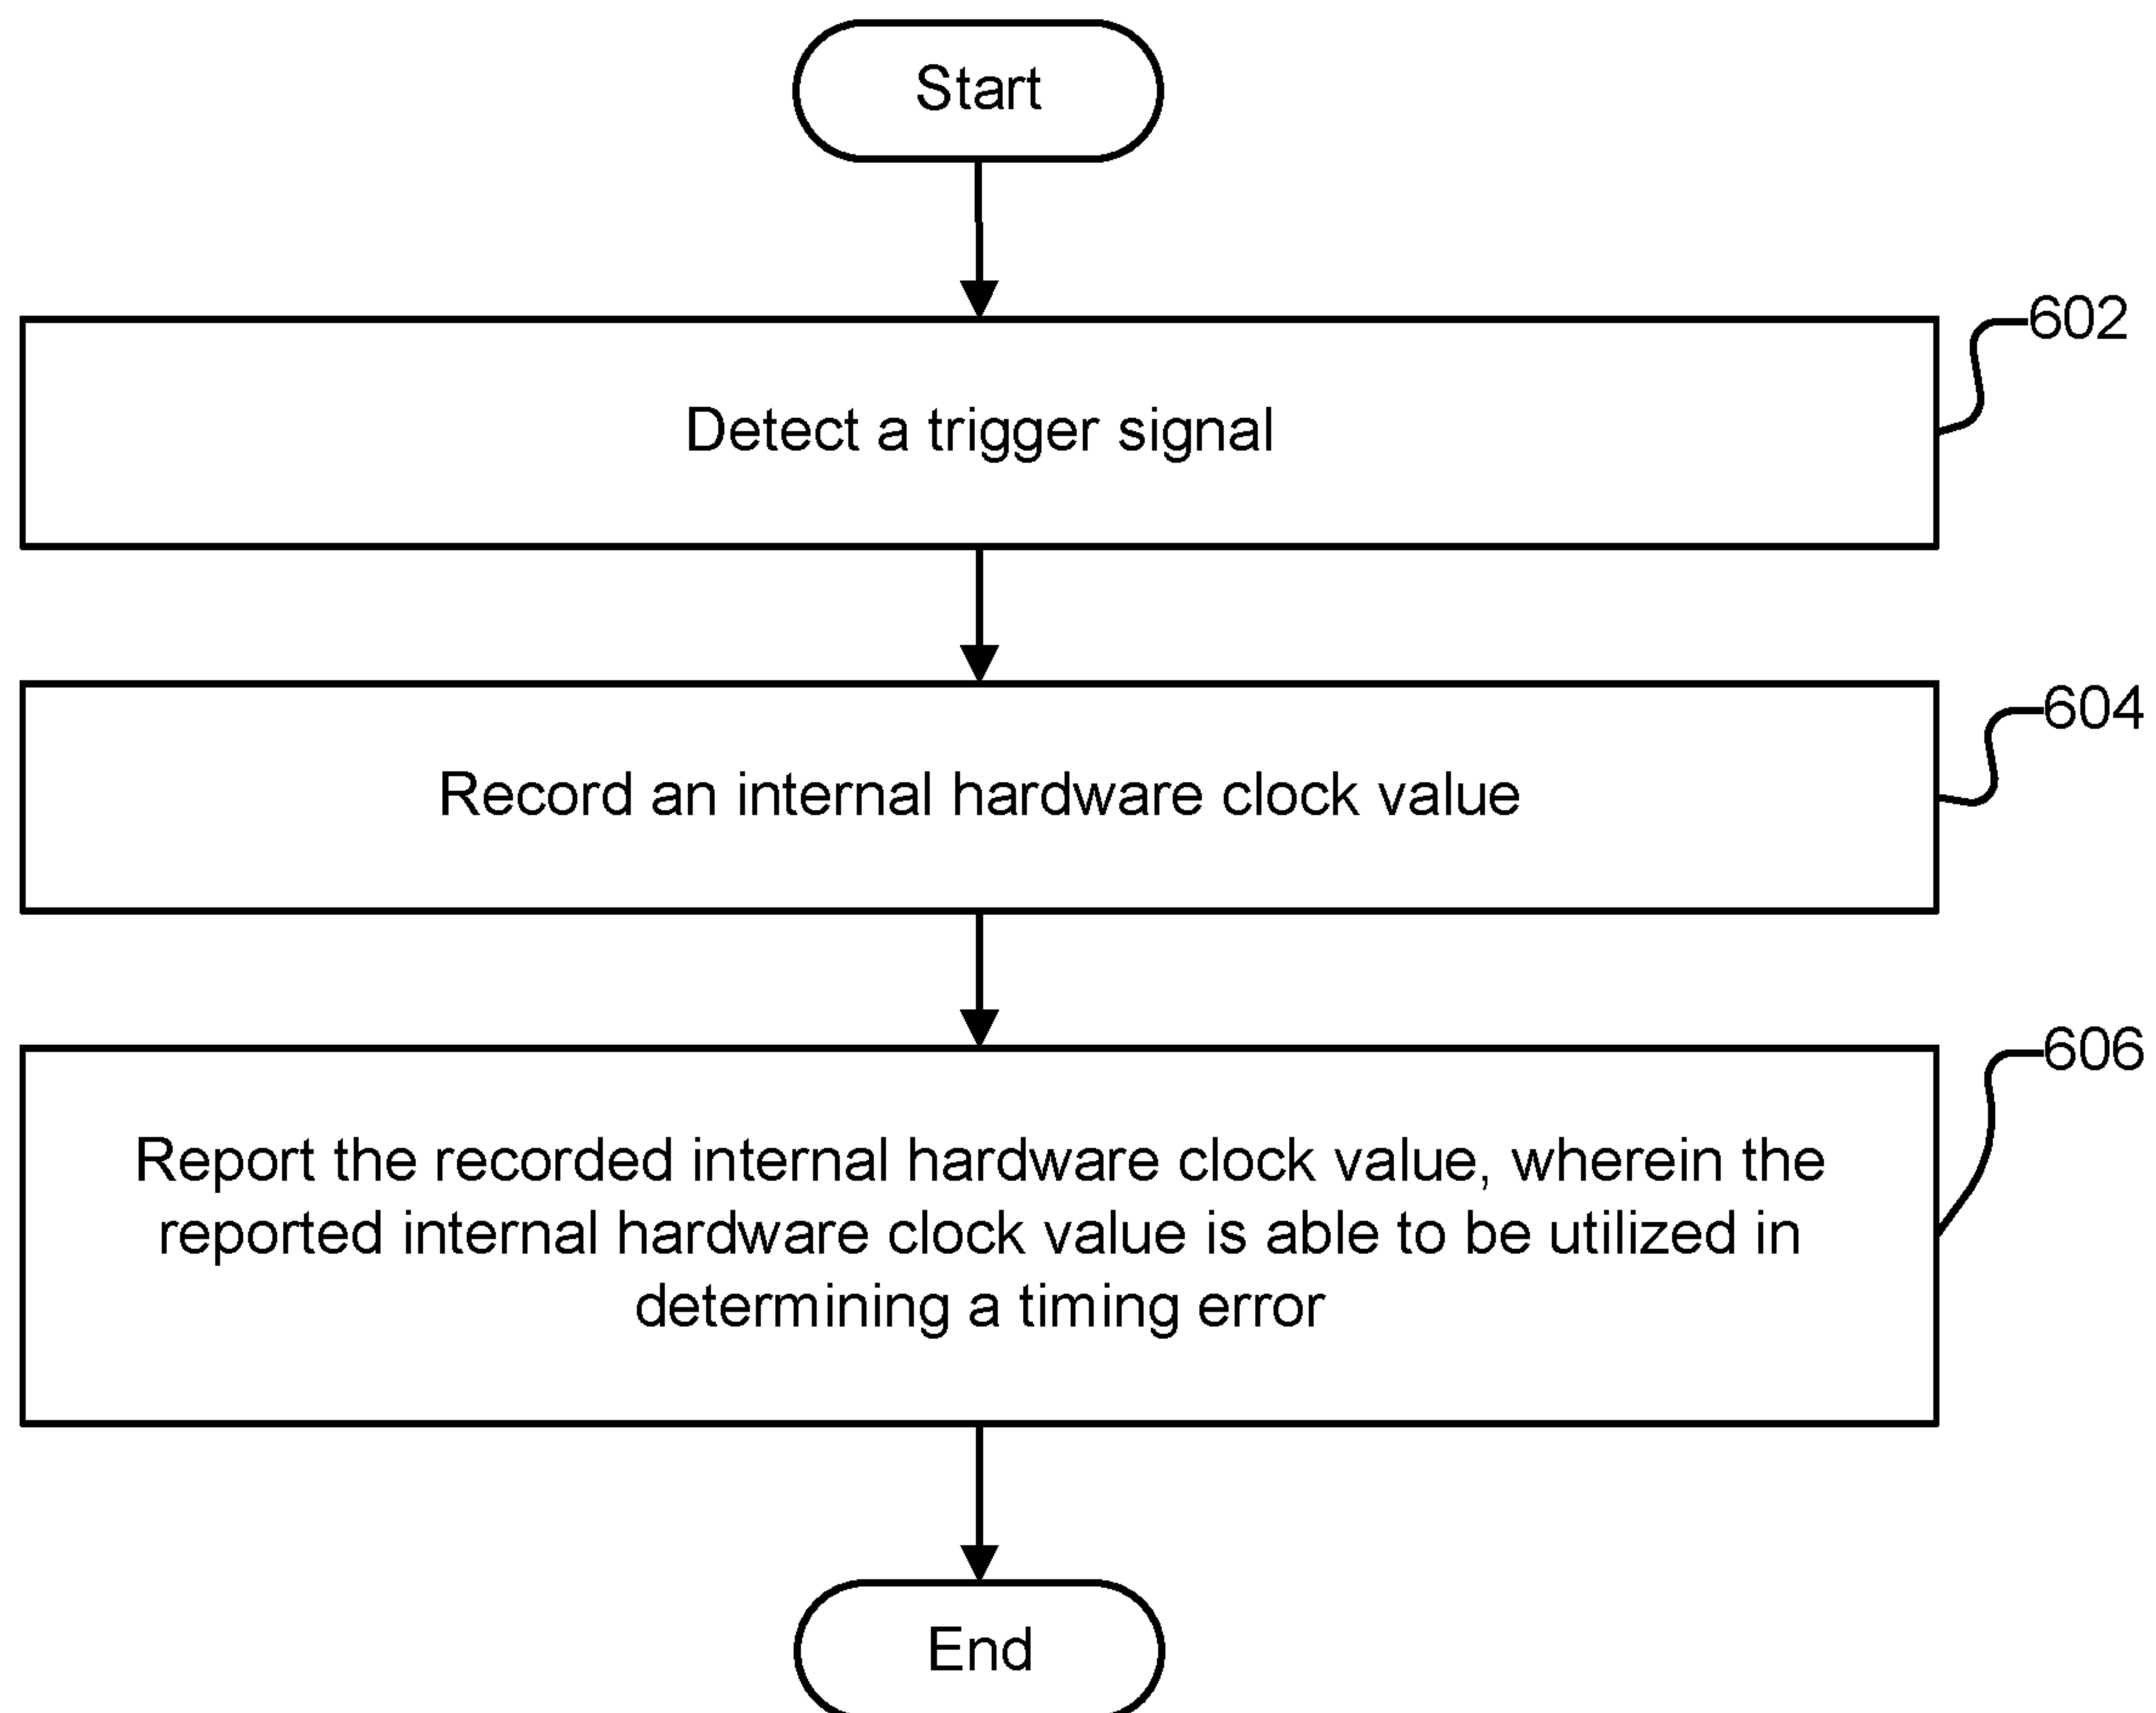 Start
602
Detect a trigger signal
604
Record an internal hardware clock value
606
Report the recorded internal hardware clock value, wherein the
reported internal hardware clock value is able to be utilized in
determining a timing error
End